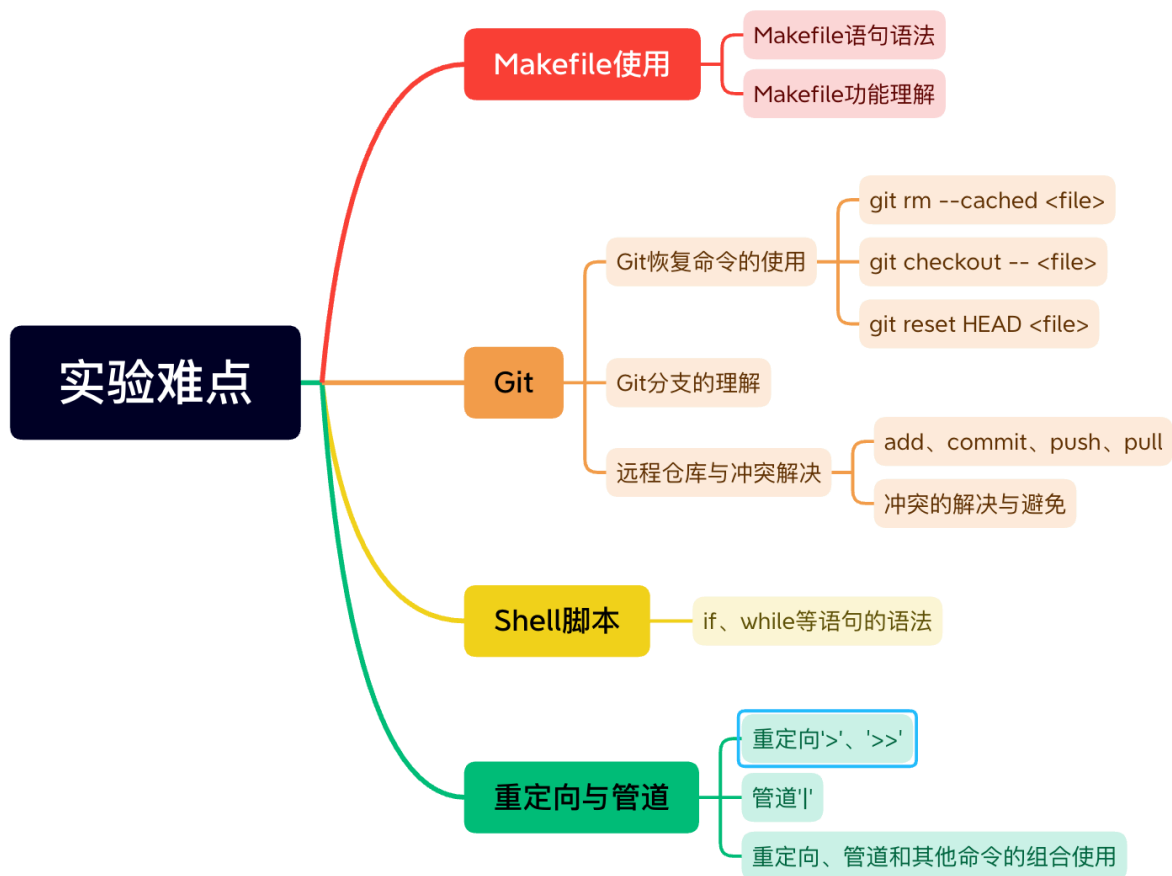 实验难点
Makefile使用
Makefile语句语法
Makefile功能理解
Git
Git恢复命令的使用
git rm --cached <file>
git checkout -- <file>
git reset HEAD <file>
Git分支的理解
远程仓库与冲突解决
add、commit、push、pull
冲突的解决与避免
Shell脚本
if、while等语句的语法
重定向与管道
重定向'>'、'>>'
管道'|'
重定向、管道和其他命令的组合使用